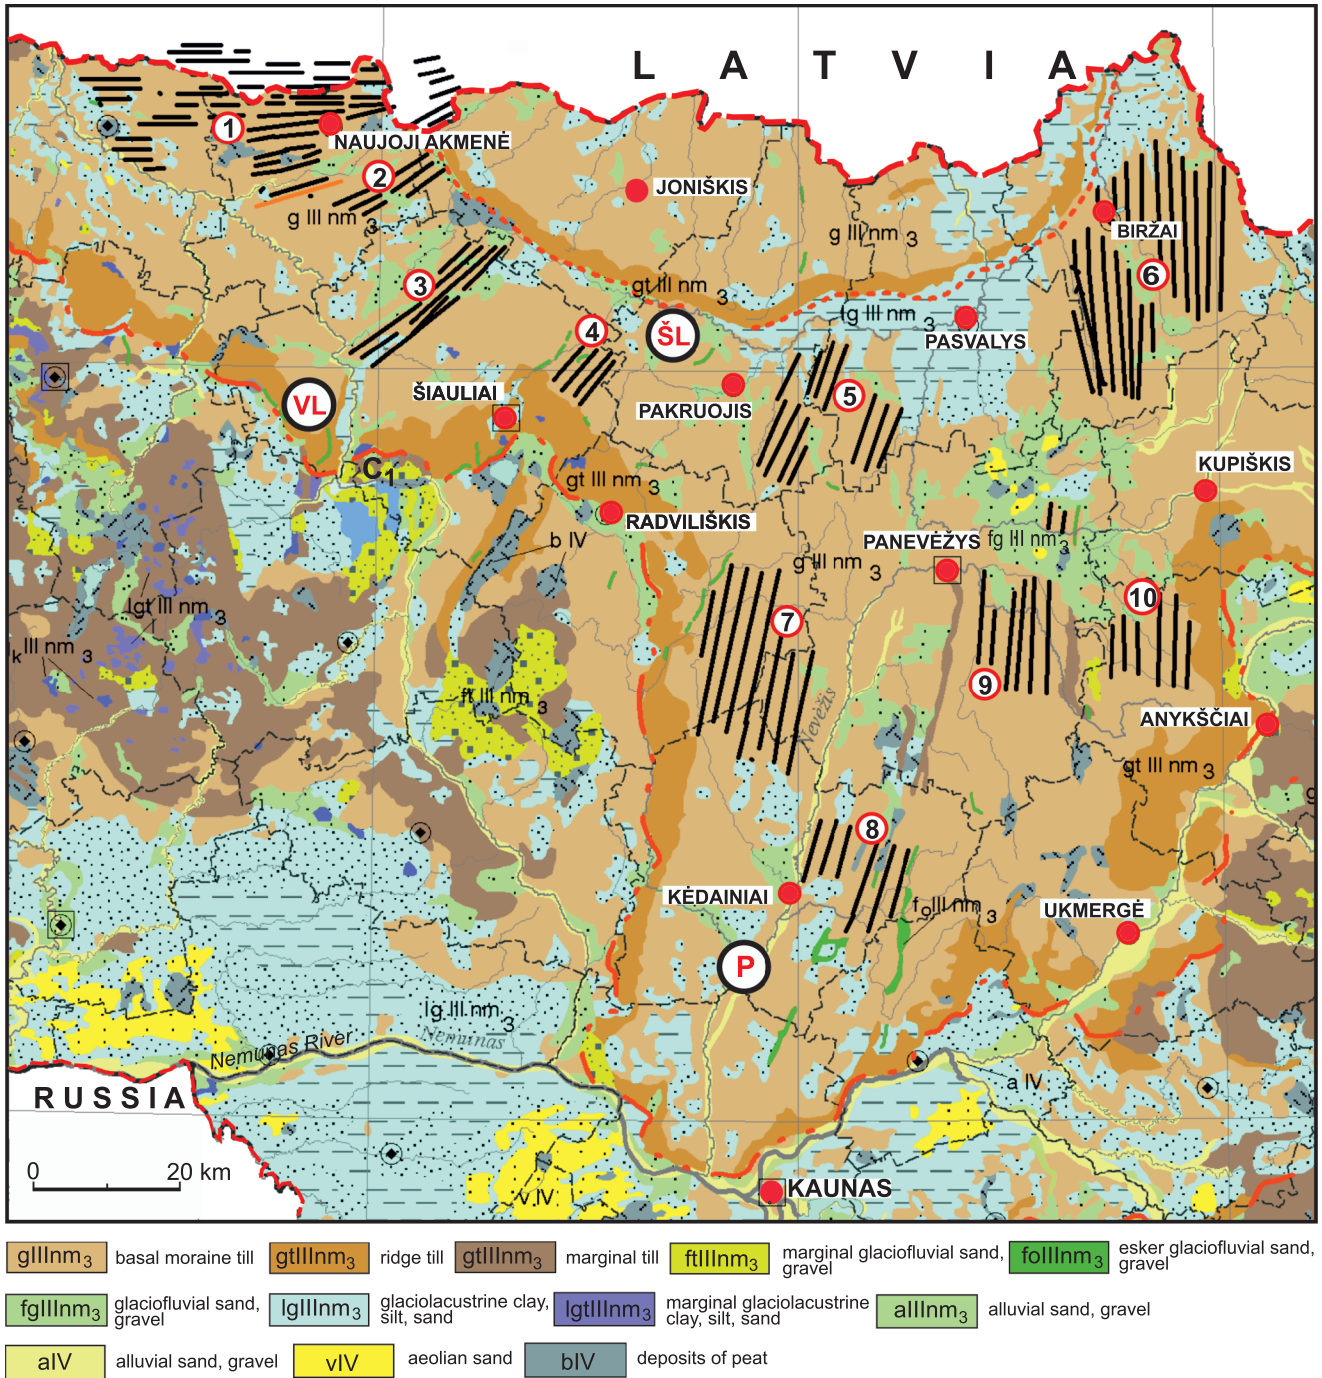 L A T V I A
1
NAUJOJI AKMENĖ
2
JONIŠKIS
g III nm 3
g III nm 3
BIRŽAI
6
3
gt III nm 3
lg III nm 3
4
ŠL
PASVALYS
ŠIAULIAI
PAKRUOJIS
5
VL
C1
KUPIŠKIS
gt III nm 3
RADVILIŠKIS
b IV
PANEVĖŽYS
fg III nm 3
g III nm 3
10
lgt III nm 3
7
k III nm 3
9
ft III nm 3
Nevėžis
ANYKŠČIAI
gt III nm 3
g
8
KĖDAINIAI
fo III nm 3
UKMERGĖ
P
lg III nm 3
Nemunas River
Nemunas
RUSSIA
a IV
0 20 km
v IV
KAUNAS
gIIInm3 basal moraine till
gtIIInm3 ridge till
gtIIInm3 marginal till
ftIIInm3 marginal glaciofluvial sand,
gravel
foIIInm3 esker glaciofluvial sand,
gravel
fgIIInm3 glaciofluvial sand,
gravel
lgIIInm3 glaciolacustrine clay,
silt, sand
lgtIIInm3 marginal glaciolacustrine
clay, silt, sand
aIIInm3 alluvial sand, gravel
aIV alluvial sand, gravel
vIV aeolian sand
bIV deposits of peat